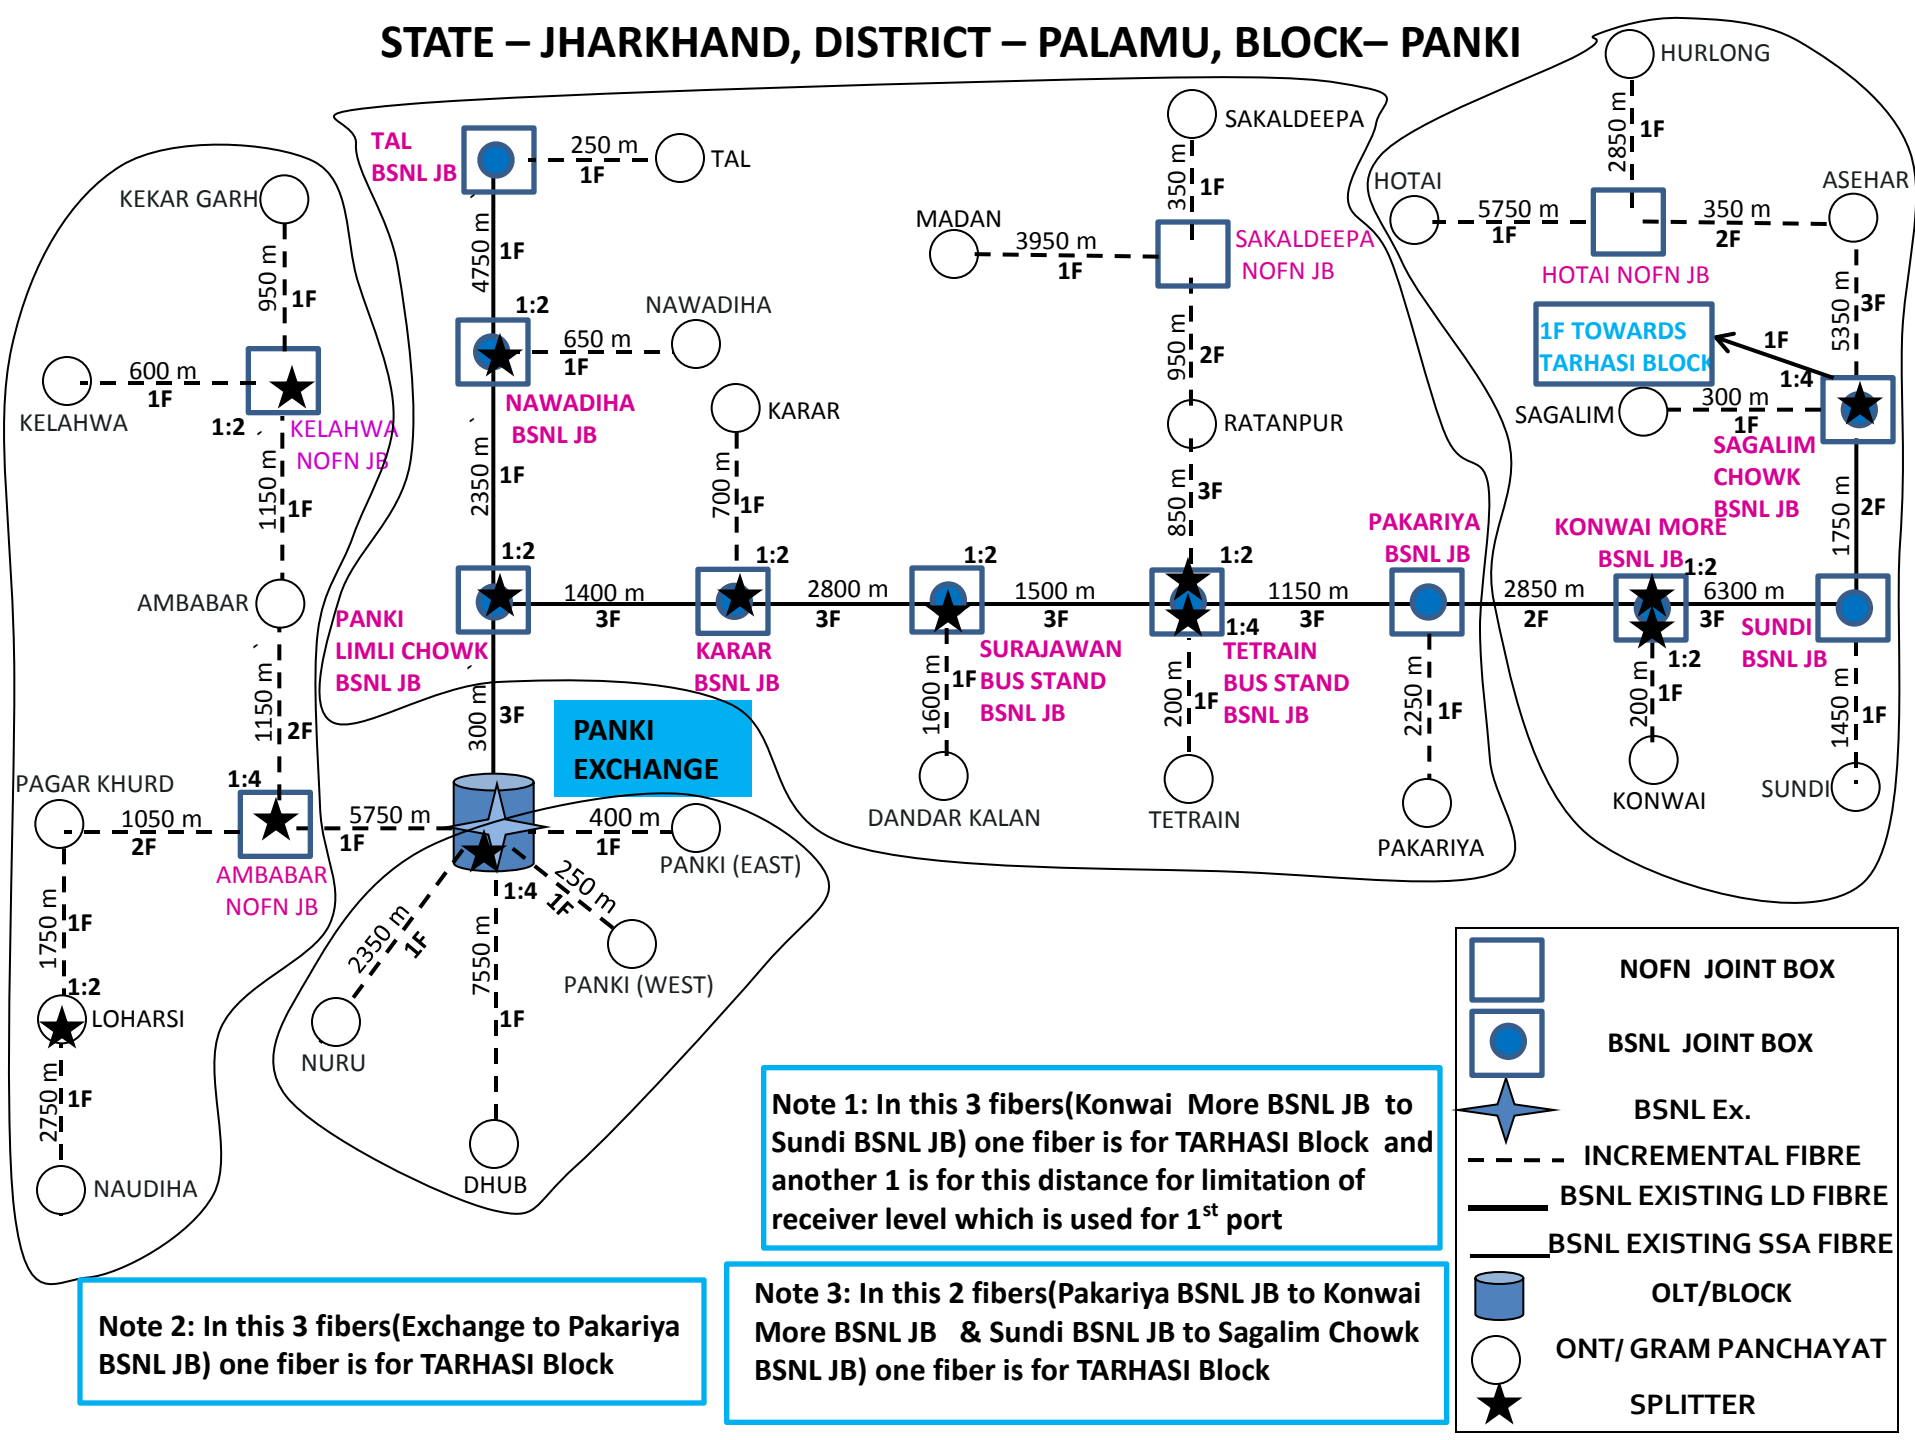 STATE – JHARKHAND, DISTRICT – PALAMU, BLOCK– PANKI
HURLONG
2850 m
1F
HOTAI
5750 m
1F
350 m
2F
ASEHAR
HOTAI NOFN JB
5350 m
3F
1F TOWARDS
TARHASI BLOCK
1F
1:4
SAGALIM
300 m
1F
SAGALIM
CHOWK
BSNL JB
1750 m
2F
KONWAI MORE
BSNL JB
1:2
6300 m
3F
1:2
SUNDI
BSNL JB
200 m
1F
KONWAI
1450 m
1F
SUNDI
2850 m
2F
TAL
BSNL JB
250 m
1F
TAL
4750 m
1F
1:2
650 m
1F
NAWADIHA
NAWADIHA
BSNL JB
2350 m
1F
1:2
PANKI
LIMLI CHOWK
BSNL JB
1400 m
3F
KARAR
700 m
1F
1:2
KARAR
BSNL JB
2800 m
3F
1:2
SURAJAWAN
BUS STAND
BSNL JB
1600 m
1F
DANDAR KALAN
1500 m
3F
SAKALDEEPA
350 m
1F
MADAN
3950 m
1F
SAKALDEEPA
NOFN JB
950 m
2F
RATANPUR
850 m
3F
1:2
1:4
TETRAIN
BUS STAND
BSNL JB
200 m
1F
TETRAIN
1150 m
3F
PAKARIYA
BSNL JB
2250 m
1F
PAKARIYA
KEKAR GARH
950 m
1F
KELAHWA
600 m
1F
1:2
KELAHWA
NOFN JB
1150 m
1F
AMBABAR
1150 m
2F
1:4
PAGAR KHURD
1050 m
2F
AMBABAR
NOFN JB
5750 m
1F
1750 m
1F
1:2
LOHARSI
2750 m
1F
NAUDIHA
300 m
3F
PANKI
EXCHANGE
400 m
1F
PANKI (EAST)
1:4
250 m
1F
PANKI (WEST)
2350 m
1F
NURU
7550 m
1F
DHUB
Note 1: In this 3 fibers(Konwai More BSNL JB to
Sundi BSNL JB) one fiber is for TARHASI Block and
another 1 is for this distance for limitation of
receiver level which is used for 1st port
Note 2: In this 3 fibers(Exchange to Pakariya
BSNL JB) one fiber is for TARHASI Block
Note 3: In this 2 fibers(Pakariya BSNL JB to Konwai
More BSNL JB & Sundi BSNL JB to Sagalim Chowk
BSNL JB) one fiber is for TARHASI Block
NOFN JOINT BOX
BSNL JOINT BOX
BSNL Ex.
INCREMENTAL FIBRE
BSNL EXISTING LD FIBRE
BSNL EXISTING SSA FIBRE
OLT/BLOCK
ONT/ GRAM PANCHAYAT
SPLITTER